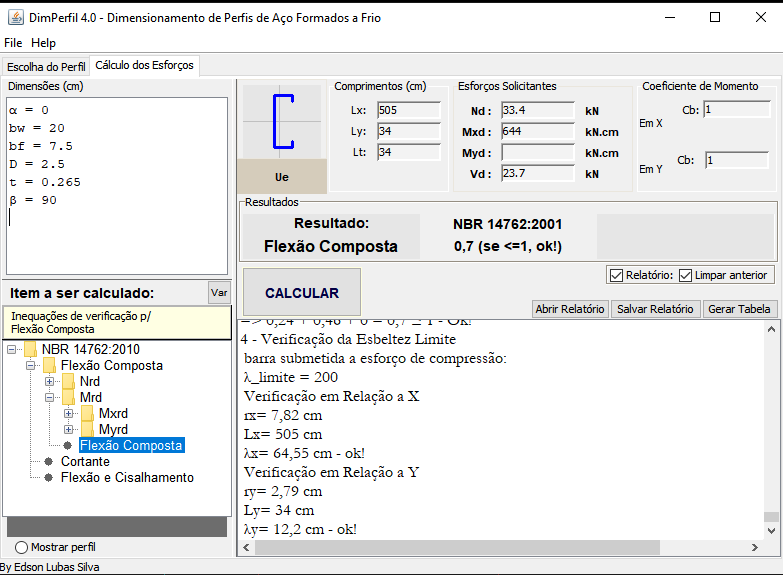 DimPerfil 4.0 - Dimensionamento de Perfis de Aço Formados a Frio
File Help
Escolha do Perfil Cálculo dos Esforços
Dimensões (cm)
α = 0
bw = 20
bf = 7.5
D = 2.5
t = 0.265
β = 90
Ue
Comprimentos (cm)
Lx: 505
Ly: 34
Lt: 34
Esforços Solicitantes
Nd : 33.4 kN
Mxd : 644 kN.cm
Myd : kN.cm
Vd : 23.7 kN
Coeficiente de Momento
Cb: 1
Em X
Cb: 1
Em Y
Resultados
Resultado: NBR 14762:2001
Flexão Composta 0,7 (se <=1, ok!)
Item a ser calculado: Var
Inequações de verificação p/
Flexão Composta
NBR 14762:2010
Flexão Composta
Nrd
Mrd
Mxrd
Myrd
Flexão Composta
Cortante
Flexão e Cisalhamento
Mostrar perfil
CALCULAR
Relatório: Limpar anterior
Abrir Relatório Salvar Relatório Gerar Tabela
=> 0,24 + 0,46 + 0 = 0,7 ≤ 1 - Ok!
4 - Verificação da Esbeltez Limite
barra submetida a esforço de compressão:
λ_limite = 200
Verificação em Relação a X
rx= 7,82 cm
Lx= 505 cm
λx= 64,55 cm - ok!
Verificação em Relação a Y
ry= 2,79 cm
Ly= 34 cm
λy= 12,2 cm - ok!
By Edson Lubas Silva